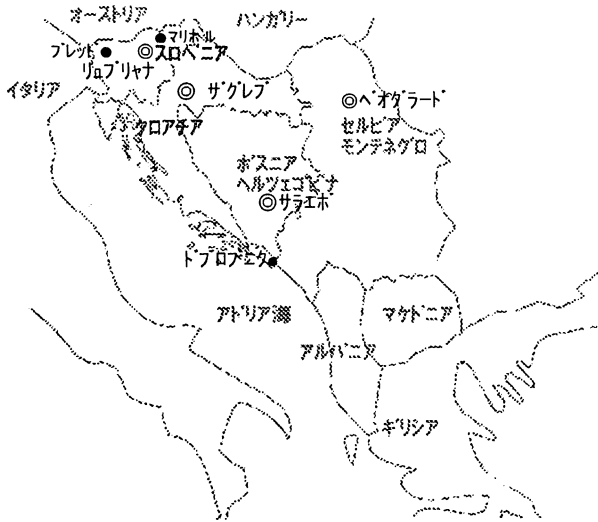 オーストリア
ハンガリー
マリボル
ブレッド
スロベニア
リュブリャナ
イタリア
ザグレブ
ベオグラード
クロアチア
セルビア
モンテネグロ
ボスニア
ヘルツェゴビナ
サラエボ
ドブロブニク
アドリア海
マケドニア
アルバニア
ギリシア